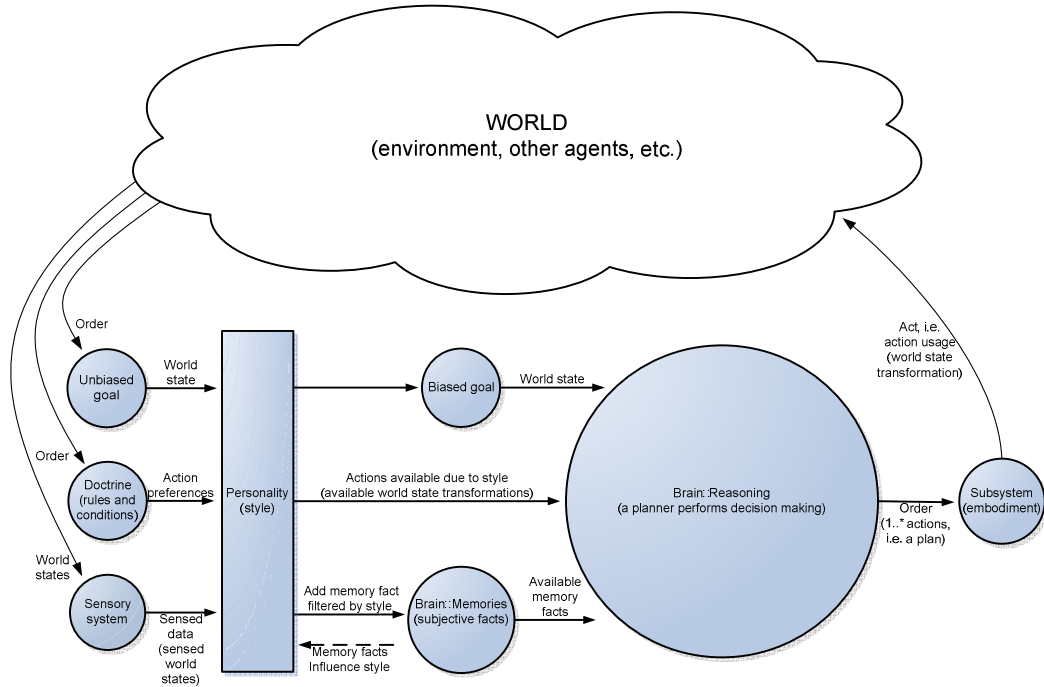 WORLD
(environment, other agents, etc.)
Order
Unbiased
goal
World
state
Biased goal
World state
Act, i.e.
action usage
(world state
transformation)
Order
Doctrine
(rules and
conditions)
Action
preferences
Personality
(style)
Actions available due to style
(available world state transformations)
Brain::Reasoning
(a planner performs decision making)
Order
(1..* actions,
i.e. a plan)
Subsystem
(embodiment)
World
states
Sensory
system
Sensed
data
(sensed
world
states)
Add memory fact
filtered by style
Memory facts
Influence style
Brain::Memories
(subjective facts)
Available
memory
facts